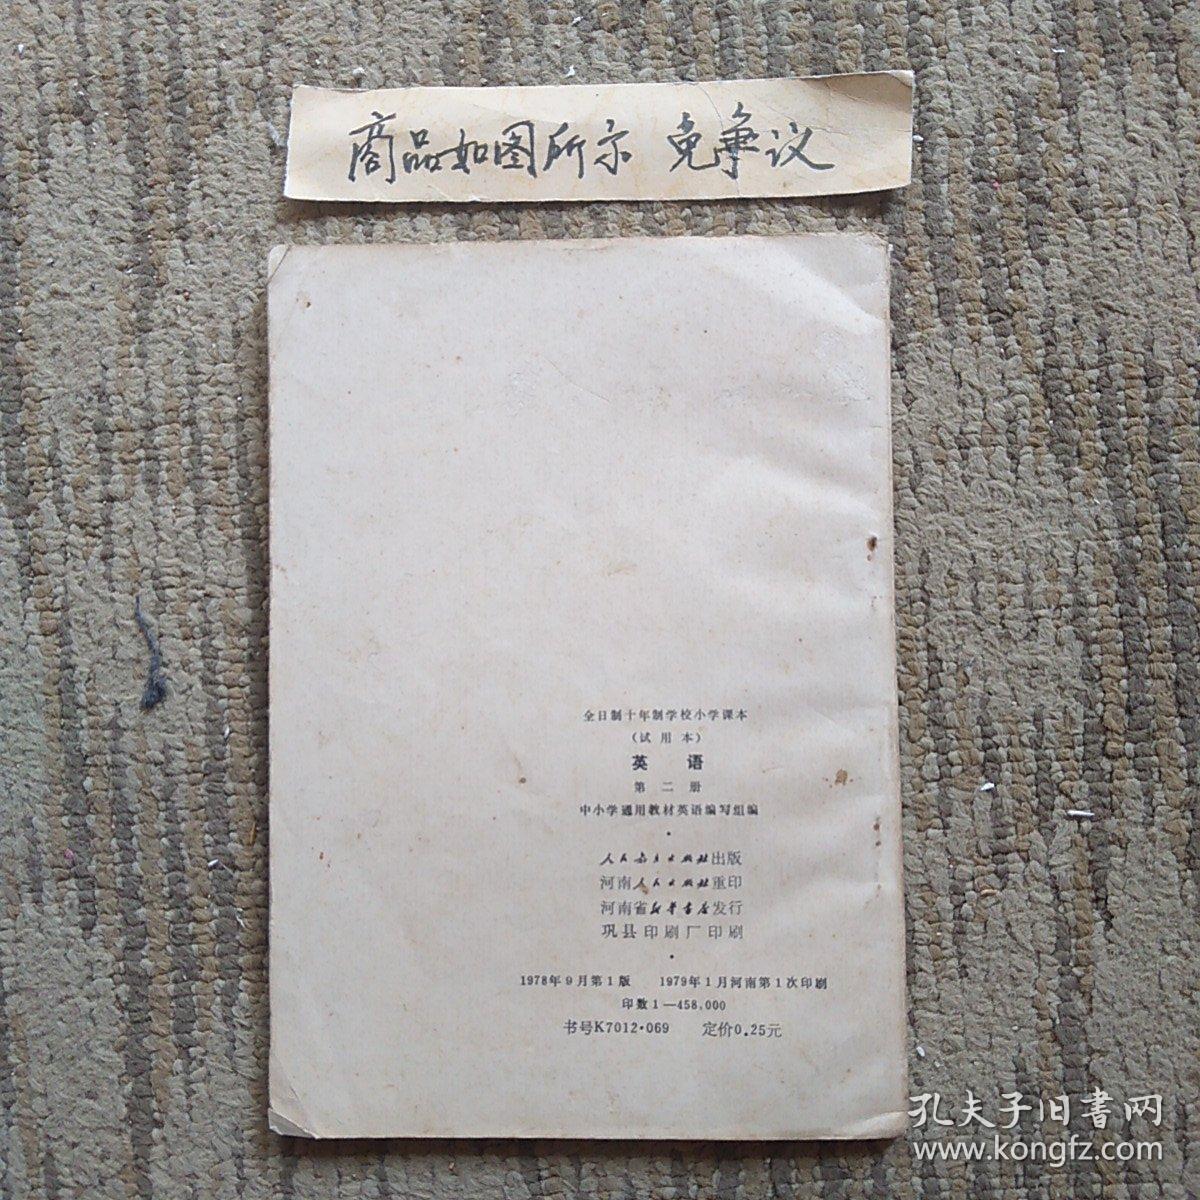 商品如图所示 免争议
全日制十年制学校小学课本
(试用本)
英 语
第二册
中小学通用教材英语编写组编
人民教育出版社出版
河南人民出版社重印
河南省新华书店发行
巩县印刷厂印刷
1978年9月第1版 1979年1月河南第1次印刷
印数1—458,000
书号K7012·069 定价0.25元
孔夫子旧书网
www.kongfz.com